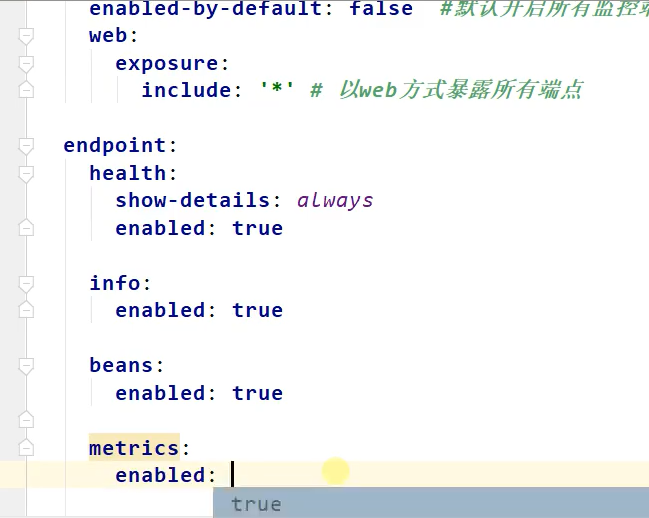 enabled-by-default: false #默认开启所有监控端
web:
exposure:
include: '*' # 以web方式暴露所有端点
endpoint:
health:
show-details: always
enabled: true
info:
enabled: true
beans:
enabled: true
metrics:
enabled:
true